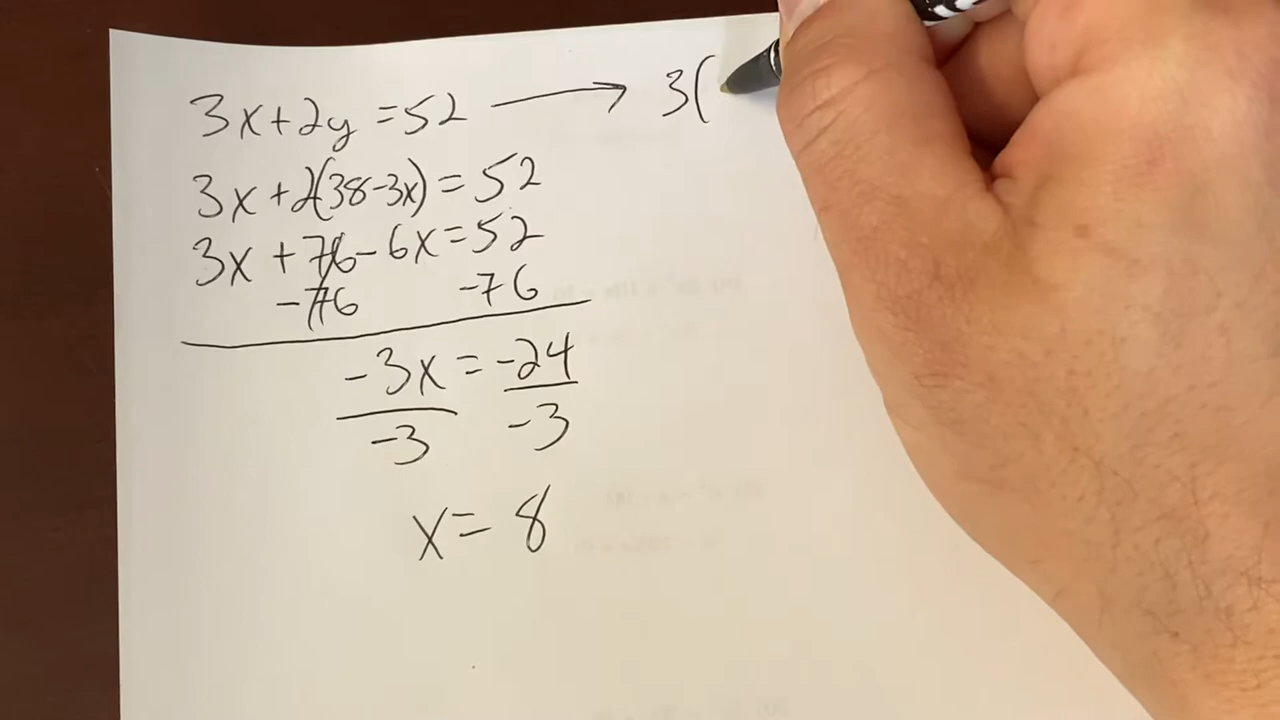 3x+2y=52 → 3(
3x+2(38-3x)=52
3x+76-6x=52
-76 -76
-3x=-24
-3 -3
x=8